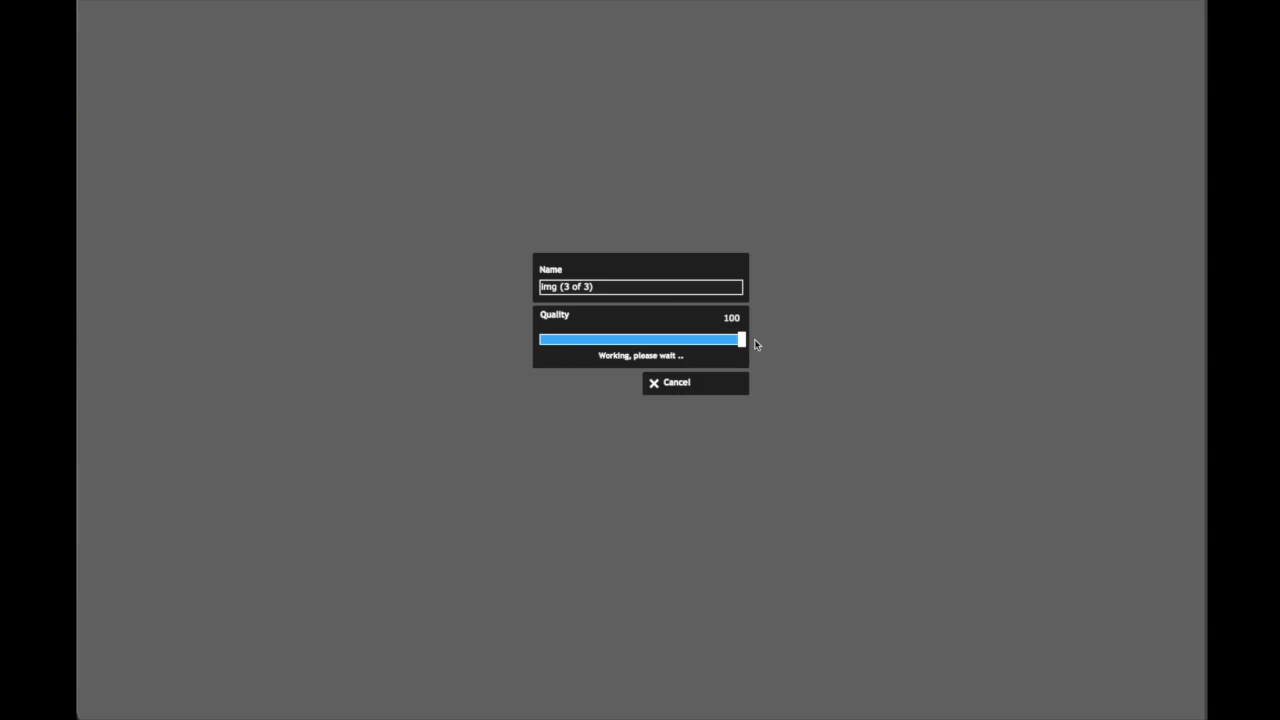 Name
img (3 of 3)
Quality
100
Working, please wait ..
Cancel